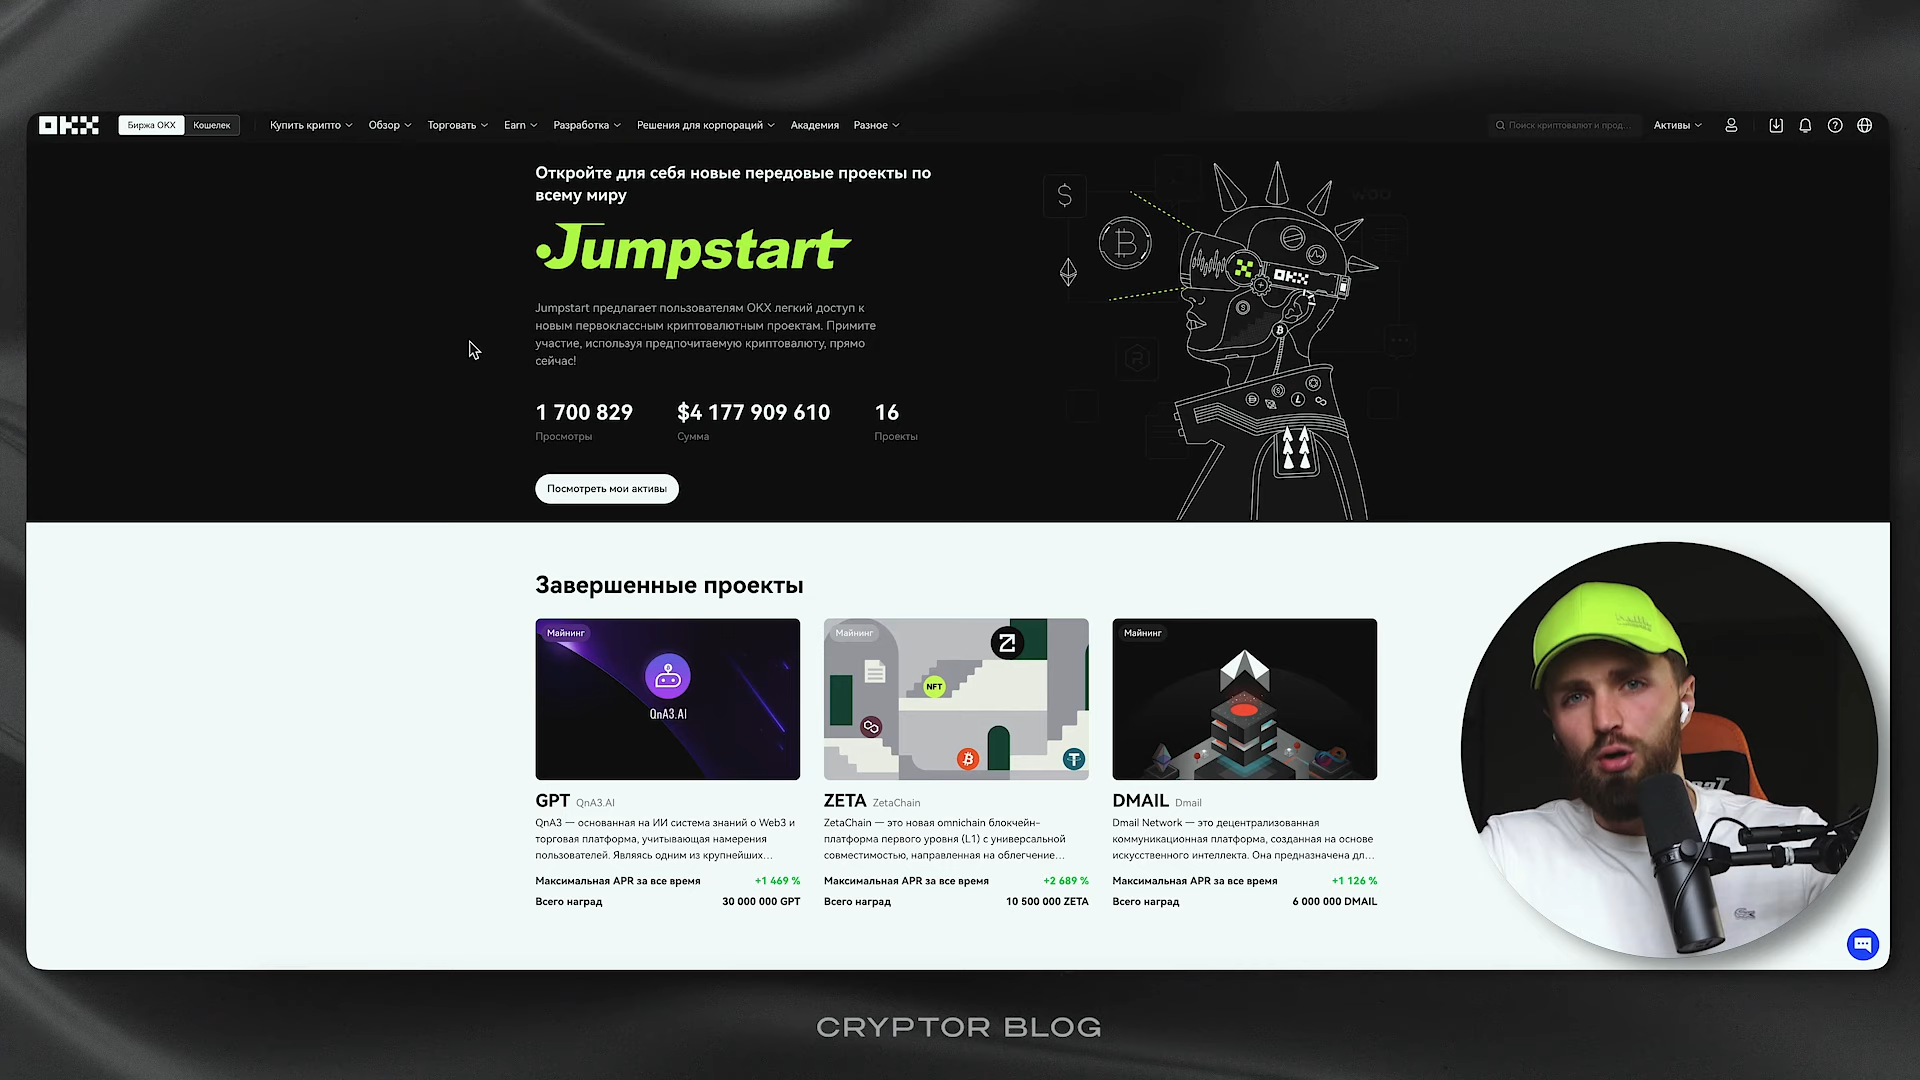 OKX
Биржа OKX
Кошелек
Купить крипто
Обзор
Торговать
Earn
Разработка
Решения для корпораций
Академия
Разное
Поиск криптовалют и прод...
Активы
Откройте для себя новые передовые проекты по
всему миру
Jumpstart
Jumpstart предлагает пользователям OKX легкий доступ к
новым первоклассным криптовалютным проектам. Примите
участие, используя предпочитаемую криптовалюту, прямо
сейчас!
1 700 829
$4 177 909 610
16
Просмотры
Сумма
Проекты
Посмотреть мои активы
OKX
Завершенные проекты
Майнинг
QnA3.AI
Майнинг
NFT
Майнинг
GPT QnA3.AI
QnA3 — основанная на ИИ система знаний о Web3 и
торговая платформа, учитывающая намерения
пользователей. Являясь одним из крупнейших...
Максимальная APR за все время +1 469 %
Всего наград 30 000 000 GPT
ZETA ZetaChain
ZetaChain — это новая omnichain блокчейн-
платформа первого уровня (L1) с универсальной
совместимостью, направленная на облегчение...
Максимальная APR за все время +2 689 %
Всего наград 10 500 000 ZETA
DMAIL Dmail
Dmail Network — это децентрализованная
коммуникационная платформа, созданная на основе
искусственного интеллекта. Она предназначена дл...
Максимальная APR за все время +1 126 %
Всего наград 6 000 000 DMAIL
CRYPTOR BLOG